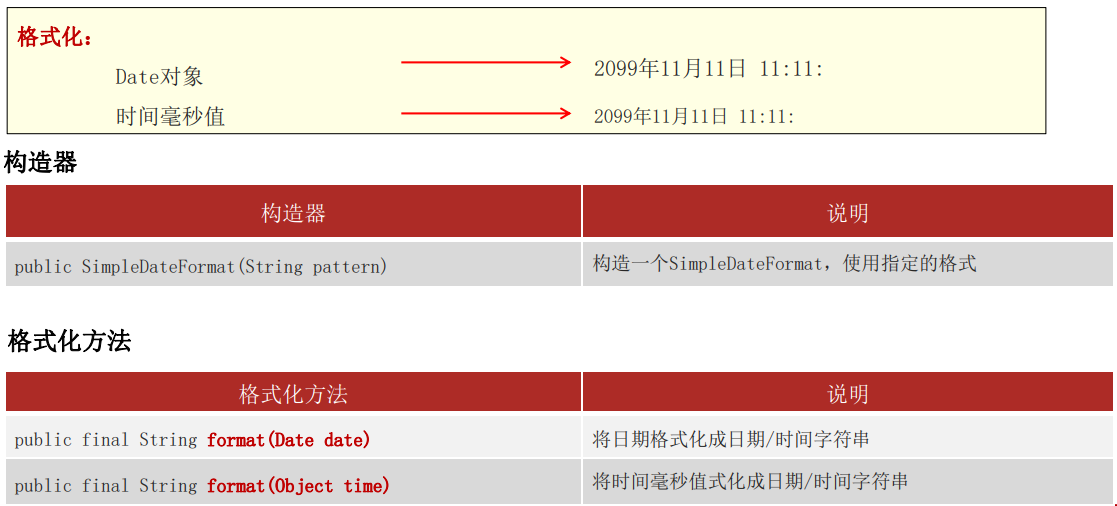 格式化：
Date对象
2099年11月11日 11:11:
时间毫秒值
2099年11月11日 11:11:
构造器
构造器
说明
public SimpleDateFormat(String pattern)
构造一个SimpleDateFormat，使用指定的格式
格式化方法
格式化方法
说明
public final String format(Date date)
将日期格式化成日期/时间字符串
public final String format(Object time)
将时间毫秒值式化成日期/时间字符串